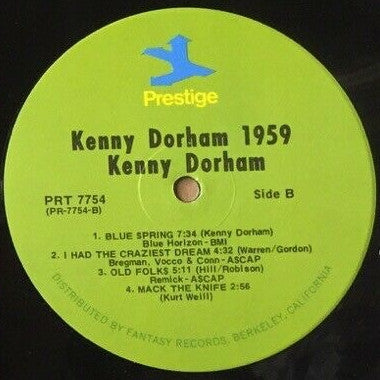 Prestige
Kenny Dorham 1959
Kenny Dorham
PRT 7754
(PR-7754-B)
Side B
1. BLUE SPRING 7:34 (Kenny Dorham)
Blue Horizon - BMI
2. I HAD THE CRAZIEST DREAM 4:32 (Warren/Gordon)
Bregman, Vocco & Conn - ASCAP
3. OLD FOLKS 5:11 (Hill/Robison)
Remick - ASCAP
4. MACK THE KNIFE 2:56
(Kurt Weill)
DISTRIBUTED BY FANTASY RECORDS, BERKELEY, CALIFORNIA